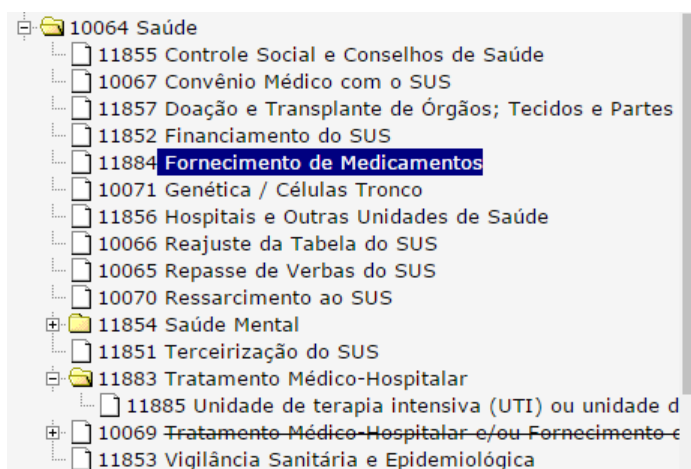 10064 Saúde
11855 Controle Social e Conselhos de Saúde
10067 Convênio Médico com o SUS
11857 Doação e Transplante de Órgãos; Tecidos e Partes
11852 Financiamento do SUS
11884 Fornecimento de Medicamentos
10071 Genética / Células Tronco
11856 Hospitais e Outras Unidades de Saúde
10066 Reajuste da Tabela do SUS
10065 Repasse de Verbas do SUS
10070 Ressarcimento ao SUS
11854 Saúde Mental
11851 Terceirização do SUS
11883 Tratamento Médico-Hospitalar
11885 Unidade de terapia intensiva (UTI) ou unidade d
10069 Tratamento Médico-Hospitalar e/ou Fornecimento
11853 Vigilância Sanitária e Epidemiológica